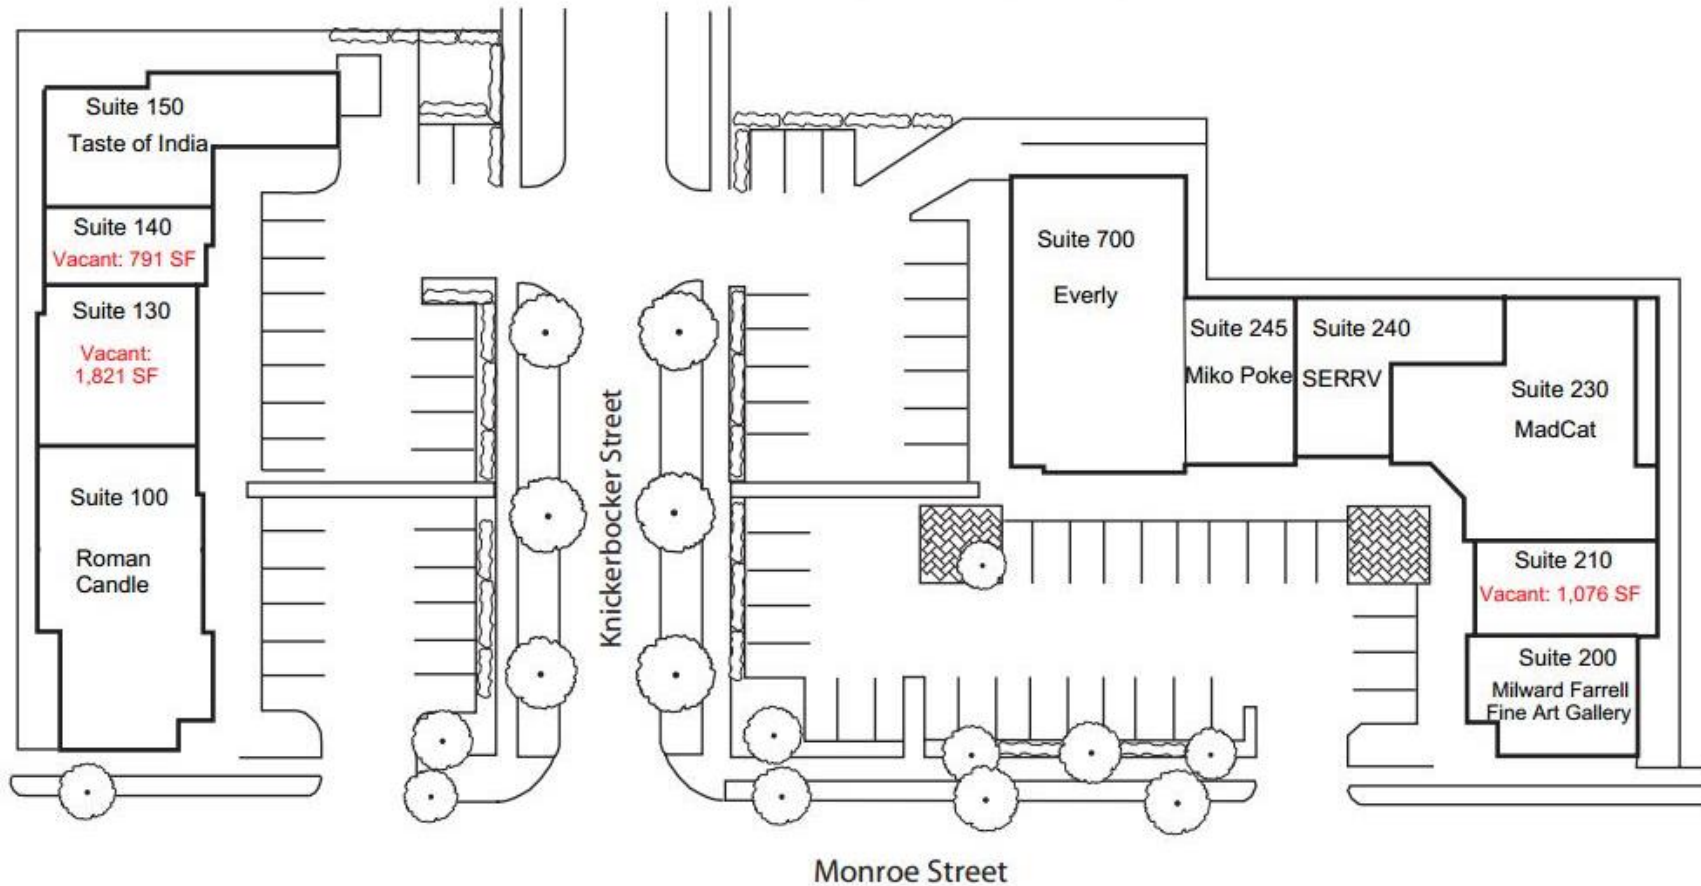 Suite 150
Taste of India
Suite 140
Vacant: 791 SF
Suite 130
Vacant:
1,821 SF
Suite 100
Roman
Candle
Knickerbocker Street
Suite 700
Everly
Suite 245
Miko Poke
Suite 240
SERRV
Suite 230
MadCat
Suite 210
Vacant: 1,076 SF
Suite 200
Milward Farrell
Fine Art Gallery
Monroe Street